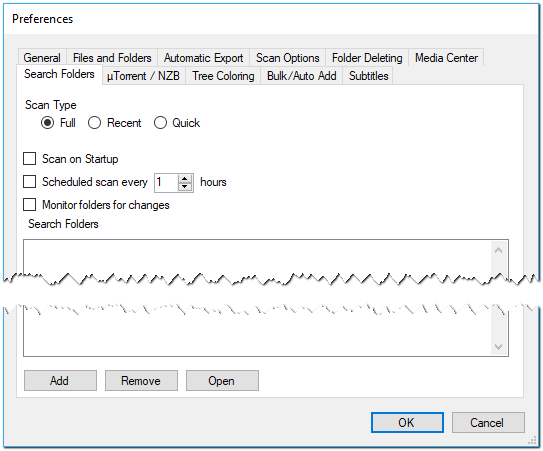 Preferences
General Files and Folders Automatic Export Scan Options Folder Deleting Media Center
Search Folders µTorrent / NZB Tree Coloring Bulk/Auto Add Subtitles
Scan Type
Full Recent Quick
Scan on Startup
Scheduled scan every 1 hours
Monitor folders for changes
Search Folders
Add Remove Open
OK Cancel